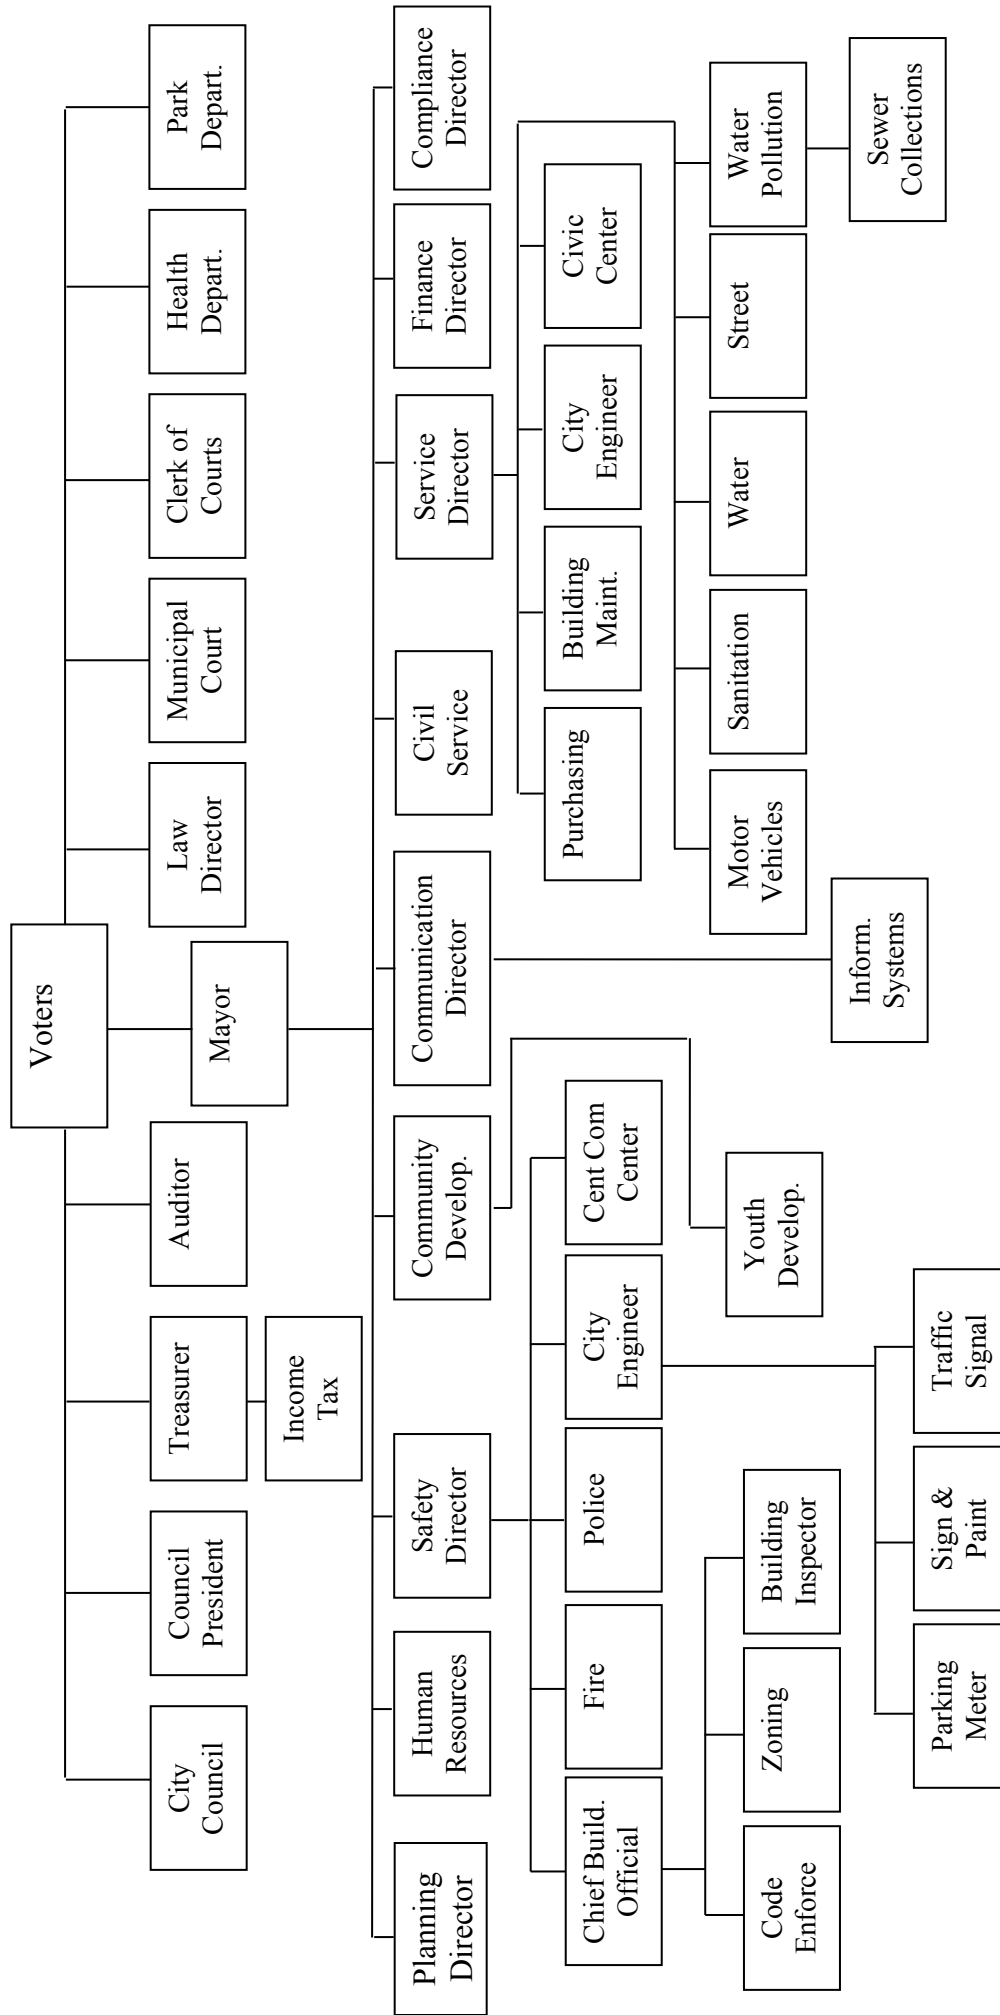 Voters
City
Council
Council
President
Treasurer
Auditor
Law
Director
Municipal
Court
Clerk of
Courts
Health
Depart.
Park
Depart.
Mayor
Income
Tax
Planning
Director
Human
Resources
Safety
Director
Community
Develop.
Communication
Director
Civil
Service
Service
Director
Finance
Director
Compliance
Director
Chief Build.
Official
Fire
Police
City
Engineer
Cent Com
Center
Purchasing
Building
Maint.
City
Engineer
Civic
Center
Code
Enforce
Zoning
Building
Inspector
Youth
Develop.
Motor
Vehicles
Sanitation
Water
Street
Water
Pollution
Inform.
Systems
Sewer
Collections
Parking
Meter
Sign &
Paint
Traffic
Signal